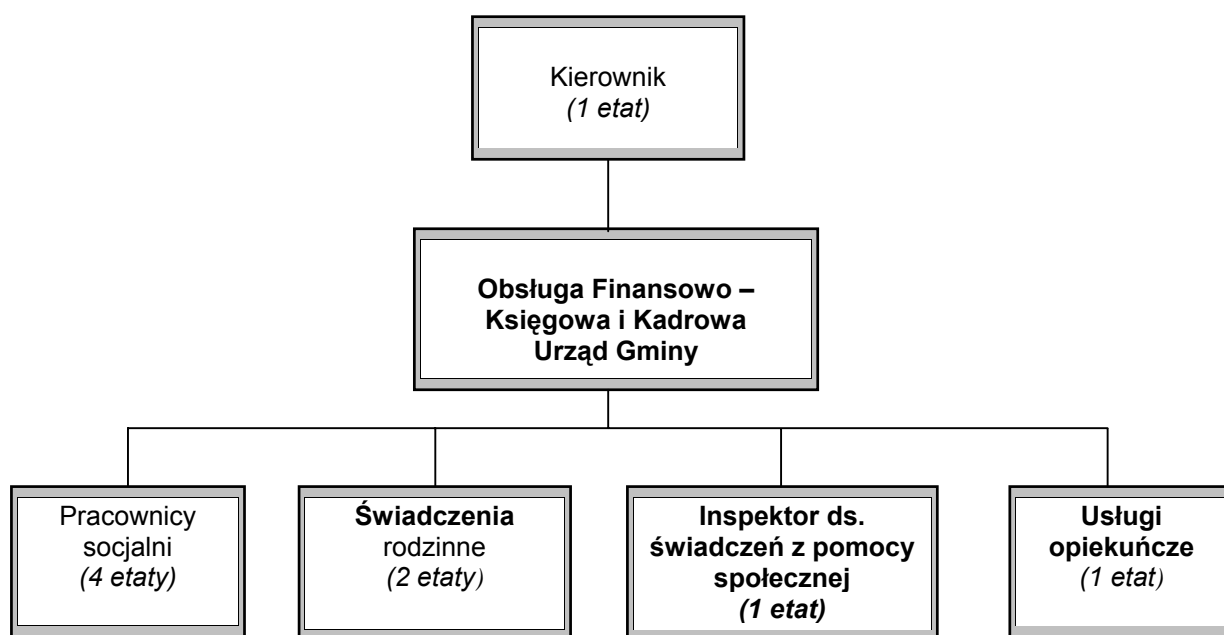 Kierownik
(1 etat)
Obsługa Finansowo –
Księgowa i Kadrowa
Urząd Gminy
Pracownicy
socjalni
(4 etaty)
Świadczenia
rodzinne
(2 etaty)
Inspektor ds.
świadczeń z pomocy
społecznej
(1 etat)
Usługi
opiekuńcze
(1 etat)